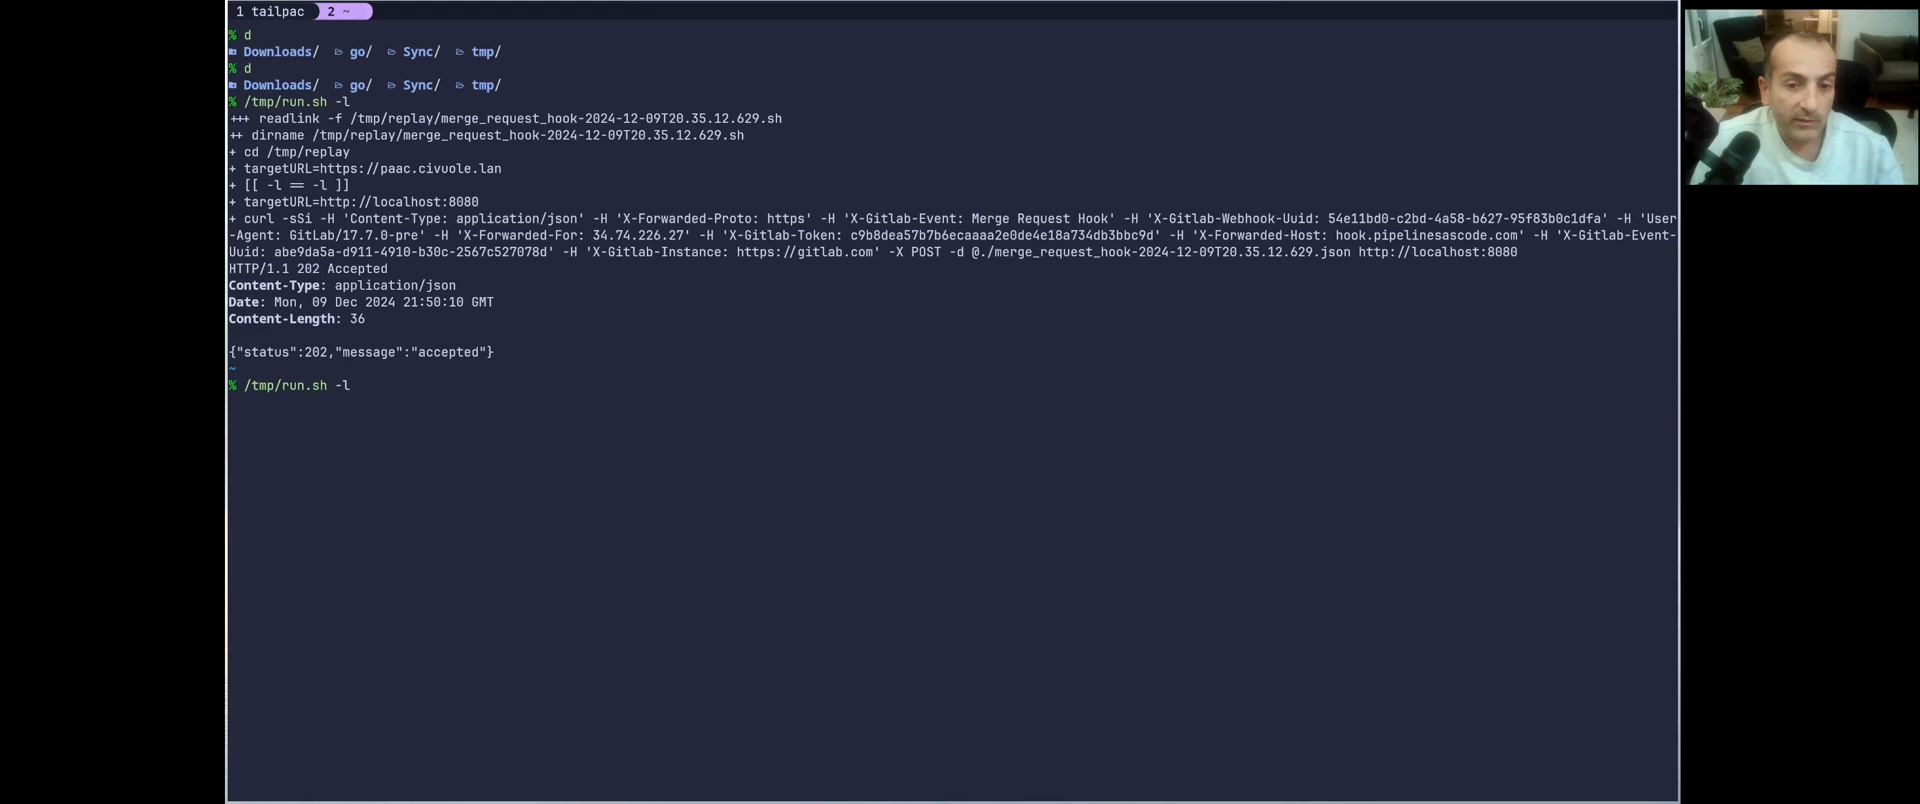 1 tailpac 2 ~
% d
Downloads/ go/ Sync/ tmp/
% d
Downloads/ go/ Sync/ tmp/
% /tmp/run.sh -l
+++ readlink -f /tmp/replay/merge_request_hook-2024-12-09T20.35.12.629.sh
++ dirname /tmp/replay/merge_request_hook-2024-12-09T20.35.12.629.sh
+ cd /tmp/replay
+ targetURL=https://paac.civuole.lan
+ [[ -l == -l ]]
+ targetURL=http://localhost:8080
+ curl -sSi -H 'Content-Type: application/json' -H 'X-Forwarded-Proto: https' -H 'X-Gitlab-Event: Merge Request Hook' -H 'X-Gitlab-Webhook-Uuid: 54e11bd0-c2bd-4a58-b627-95f83b0c1dfa' -H 'User
-Agent: GitLab/17.7.0-pre' -H 'X-Forwarded-For: 34.74.226.27' -H 'X-Gitlab-Token: c9b8dea57b7b6ecaaaa2e0de4e18a734db3bbc9d' -H 'X-Forwarded-Host: hook.pipelinesascode.com' -H 'X-Gitlab-Event-
Uuid: abe9da5a-d911-4910-b30c-2567c527078d' -H 'X-Gitlab-Instance: https://gitlab.com' -X POST -d @./merge_request_hook-2024-12-09T20.35.12.629.json http://localhost:8080
HTTP/1.1 202 Accepted
Content-Type: application/json
Date: Mon, 09 Dec 2024 21:50:10 GMT
Content-Length: 36
{"status":202,"message":"accepted"}
~
% /tmp/run.sh -l